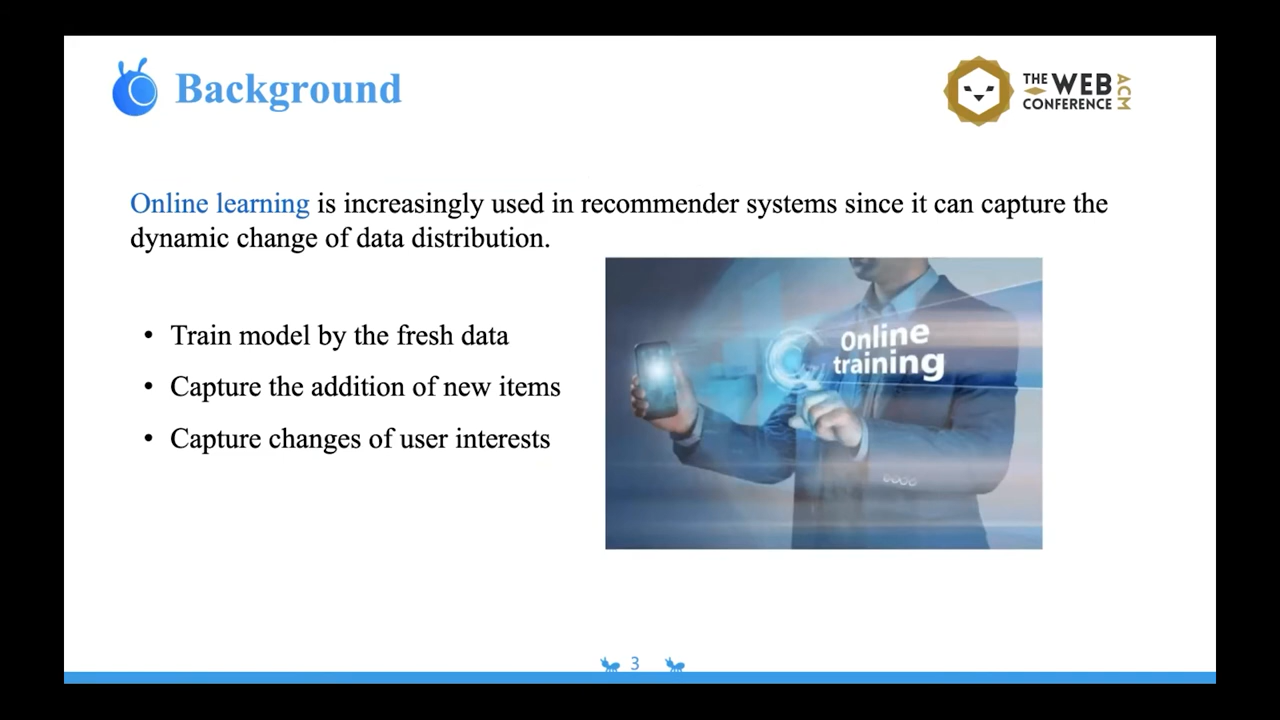 Background
THE WEB
CONFERENCE
ACM
Online learning is increasingly used in recommender systems since it can capture the
dynamic change of data distribution.
• Train model by the fresh data
• Capture the addition of new items
• Capture changes of user interests
Online
training
3